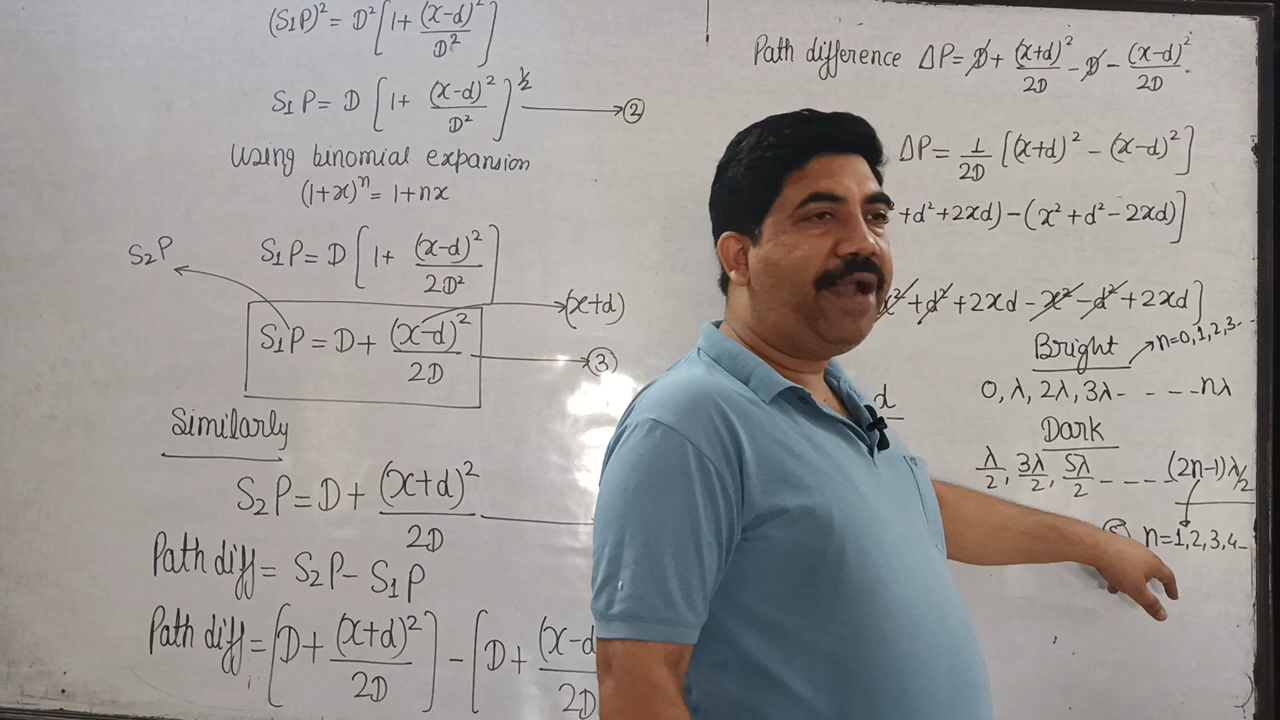 (S₁P)² = D²[1+ (x-d)²/D²]
S₁P = D [1+ (x-d)²/D²]^½ → ②
Using binomial expansion
(1+x)ⁿ = 1+nx
S₁P = D [1+ (x-d)²/2D²]
S₂P
S₁P = D + (x-d)²/2D → ③
(x+d)
Similarly
S₂P = D + (x+d)²/2D
Path diff = S₂P - S₁P
Path diff = [D + (x+d)²/2D] - [D + (x-d
2D
Path difference ΔP = D + (x+d)²/2D - D - (x-d)²/2D
ΔP = 1/2D [(x+d)² - (x-d)²]
+d²+2xd) - (x²+d²-2xd)]
x²+d²+2xd - x² - d² + 2xd]
Bright → n=0,1,2,3--
0, λ, 2λ, 3λ- - - - nλ
d
Dark
λ/2, 3λ/2, 5λ/2 - - - - (2n-1)λ/2
n=1,2,3,4-